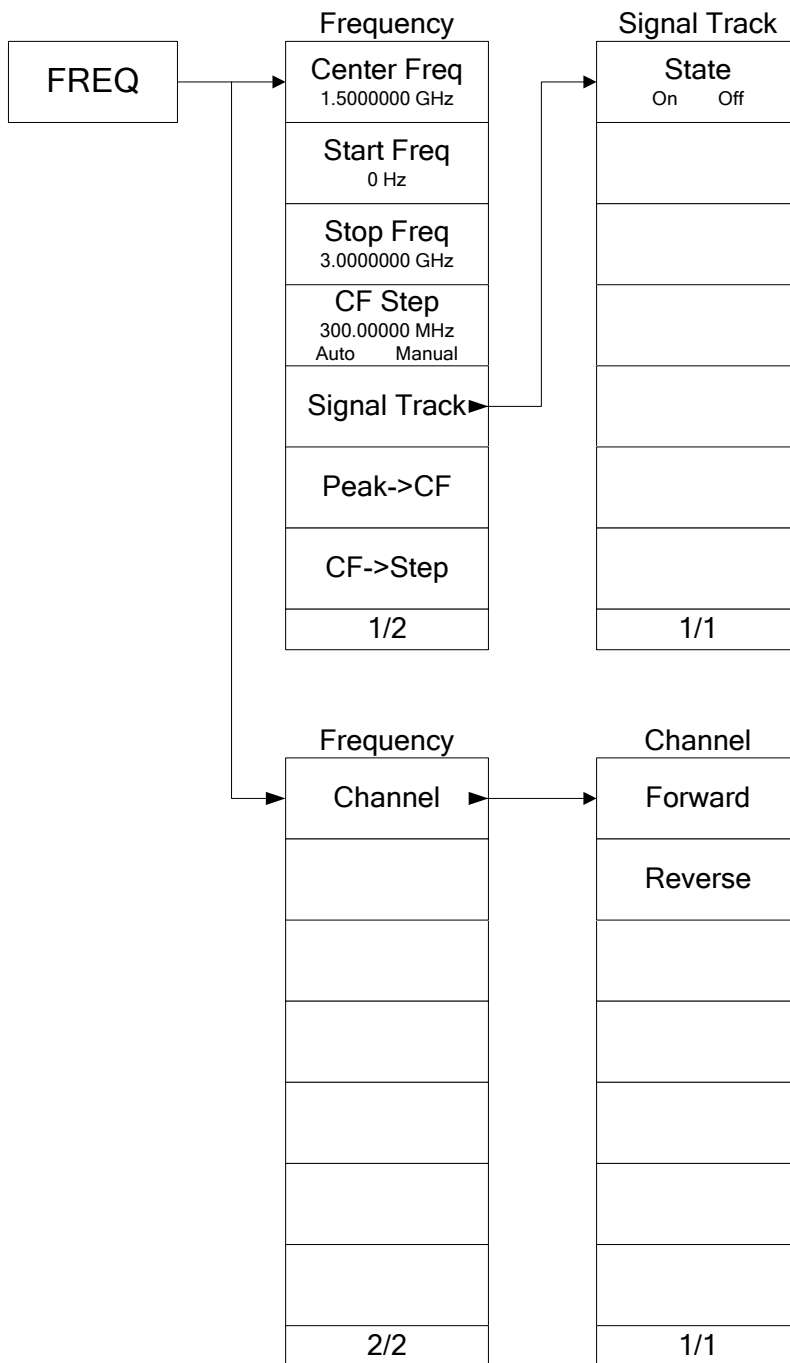 FREQ
Frequency
Center Freq
1.5000000 GHz
Start Freq
0 Hz
Stop Freq
3.0000000 GHz
CF Step
300.00000 MHz
Auto Manual
Signal Track
Peak->CF
CF->Step
1/2
Signal Track
State
On Off
1/1
Frequency
Channel
2/2
Channel
Forward
Reverse
1/1